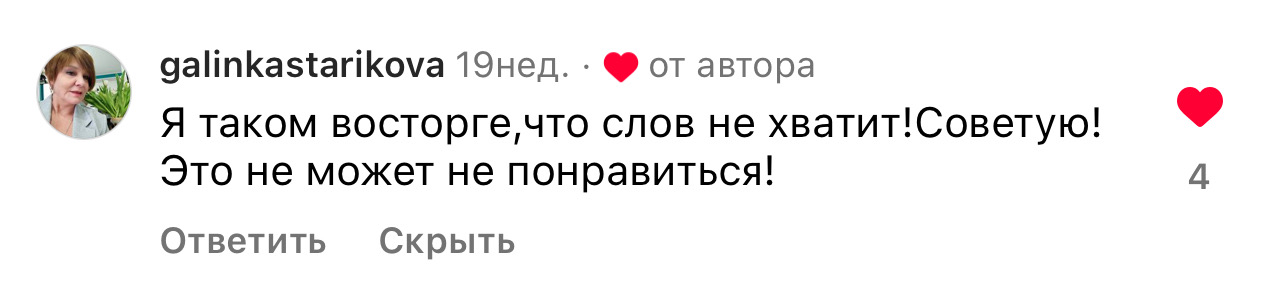 galinkastarikova 19нед. · ❤ от автора
Я таком восторге,что слов не хватит!Советую!
Это не может не понравиться!
4
Ответить Скрыть